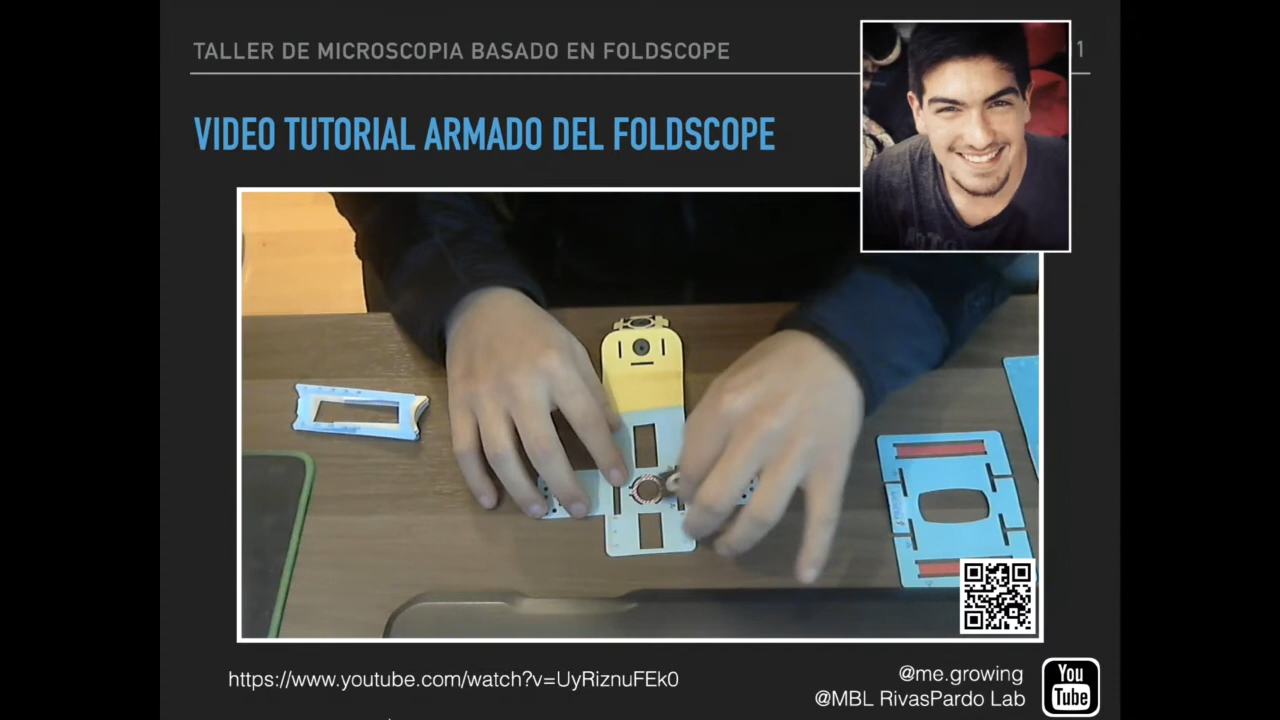 TALLER DE MICROSCOPIA BASADO EN FOLDSCOPE
1
VIDEO TUTORIAL ARMADO DEL FOLDSCOPE
https://www.youtube.com/watch?v=UyRiznuFEk0
@me.growing
@MBL RivasPardo Lab
You
Tube